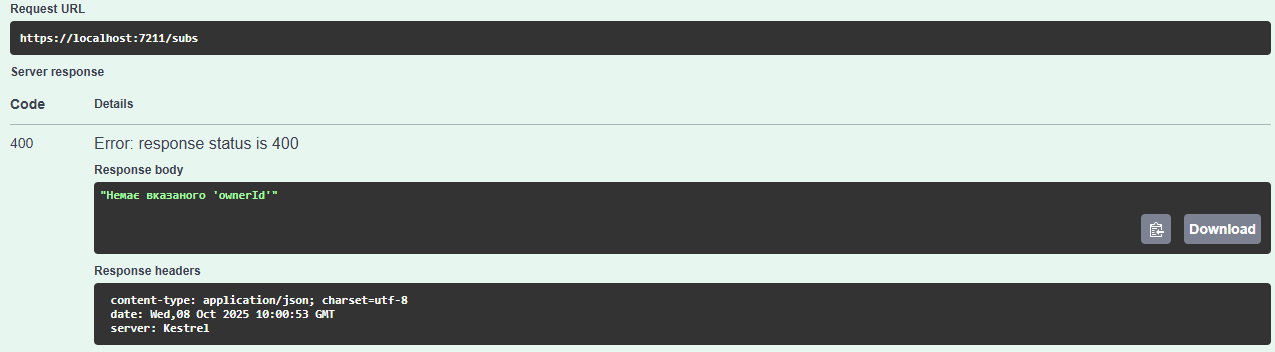 Request URL
https://localhost:7211/subs
Server response
Code Details
400 Error: response status is 400
Response body
"Немає вказаного 'ownerId'"
Download
Response headers
content-type: application/json; charset=utf-8
date: Wed,08 Oct 2025 10:00:53 GMT
server: Kestrel